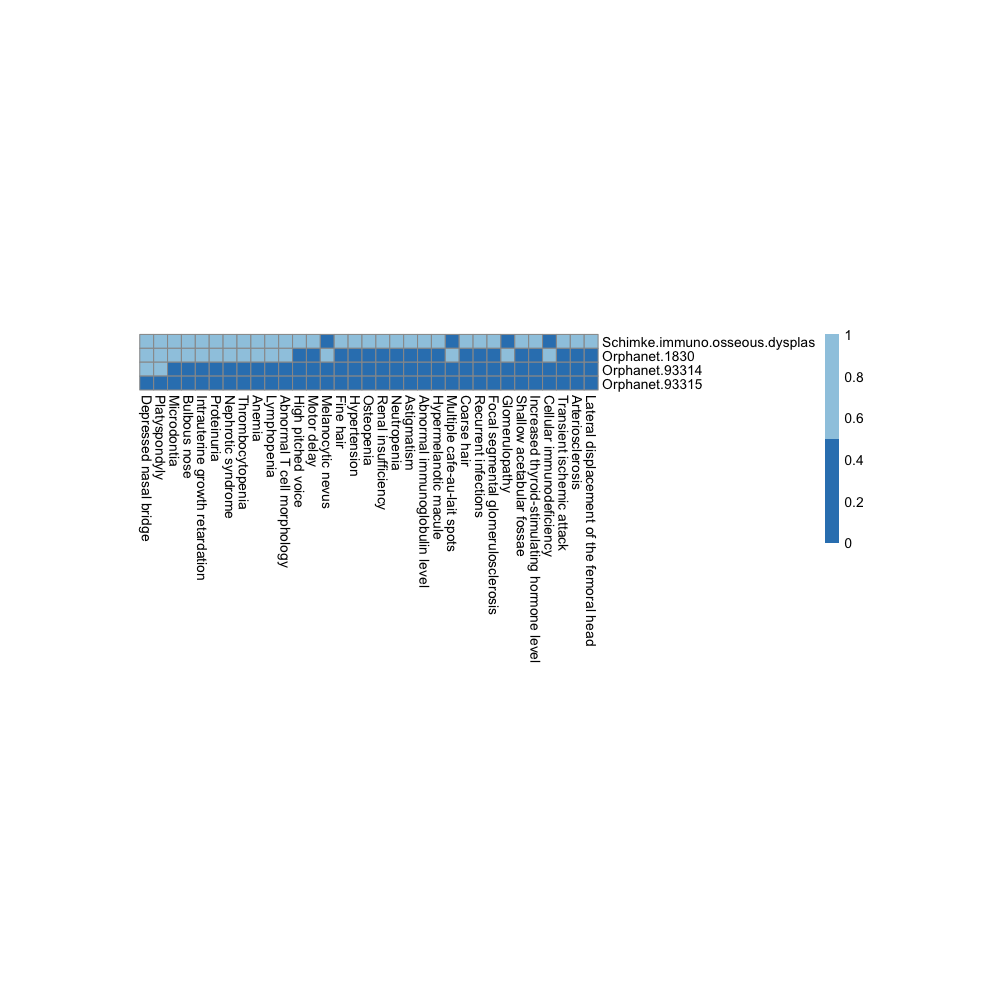 Schimke.immuno.osseous.dysplas
Orphanet.1830
Orphanet.93314
Orphanet.93315
1
0.8
0.6
0.4
0.2
0
Depressed nasal bridge
Platyspondyly
Microdontia
Bulbous nose
Intrauterine growth retardation
Proteinuria
Nephrotic syndrome
Thrombocytopenia
Anemia
Lymphopenia
Abnormal T cell morphology
High pitched voice
Motor delay
Melanocytic nevus
Fine hair
Hypertension
Osteopenia
Renal insufficiency
Neutropenia
Astigmatism
Abnormal immunoglobulin level
Hypermelanotic macule
Multiple cafe-au-lait spots
Coarse hair
Recurrent infections
Focal segmental glomerulosclerosis
Glomerulopathy
Shallow acetabular fossae
Increased thyroid-stimulating hormone level
Cellular immunodeficiency
Transient ischemic attack
Arteriosclerosis
Lateral displacement of the femoral head